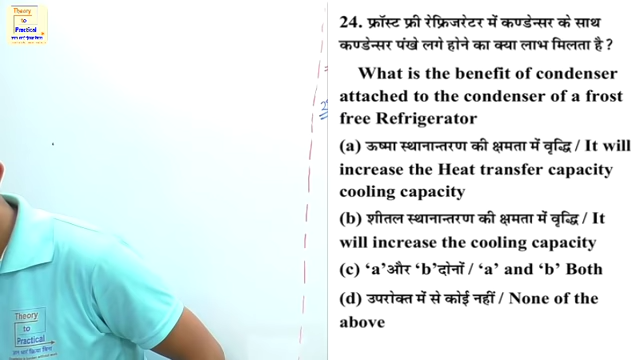 Theory
to
Practical
24. फ्रॉस्ट फ्री रेफ्रिजरेटर में कण्डेन्सर के साथ
कण्डेन्सर पंखे लगे होने का क्या लाभ मिलता है ?
What is the benefit of condenser
attached to the condenser of a frost
free Refrigerator
(a) ऊष्मा स्थानान्तरण की क्षमता में वृद्धि / It will
increase the Heat transfer capacity
cooling capacity
(b) शीतल स्थानान्तरण की क्षमता में वृद्धि / It
will increase the cooling capacity
(c) ‘a’और ‘b’दोनों / ‘a’ and ‘b’ Both
(d) उपरोक्त में से कोई नहीं / None of the
above
Theory
to
Practical